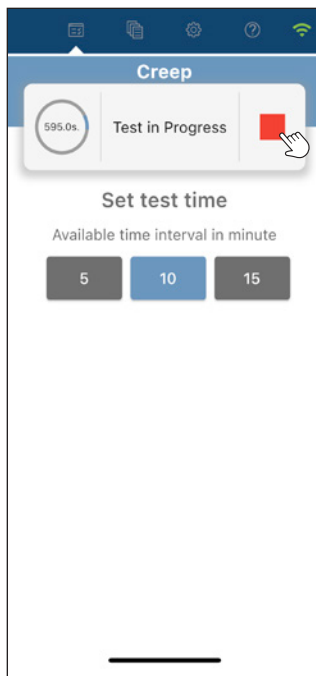 Creep
595.0s.
Test in Progress
Set test time
Available time interval in minute
5
10
15